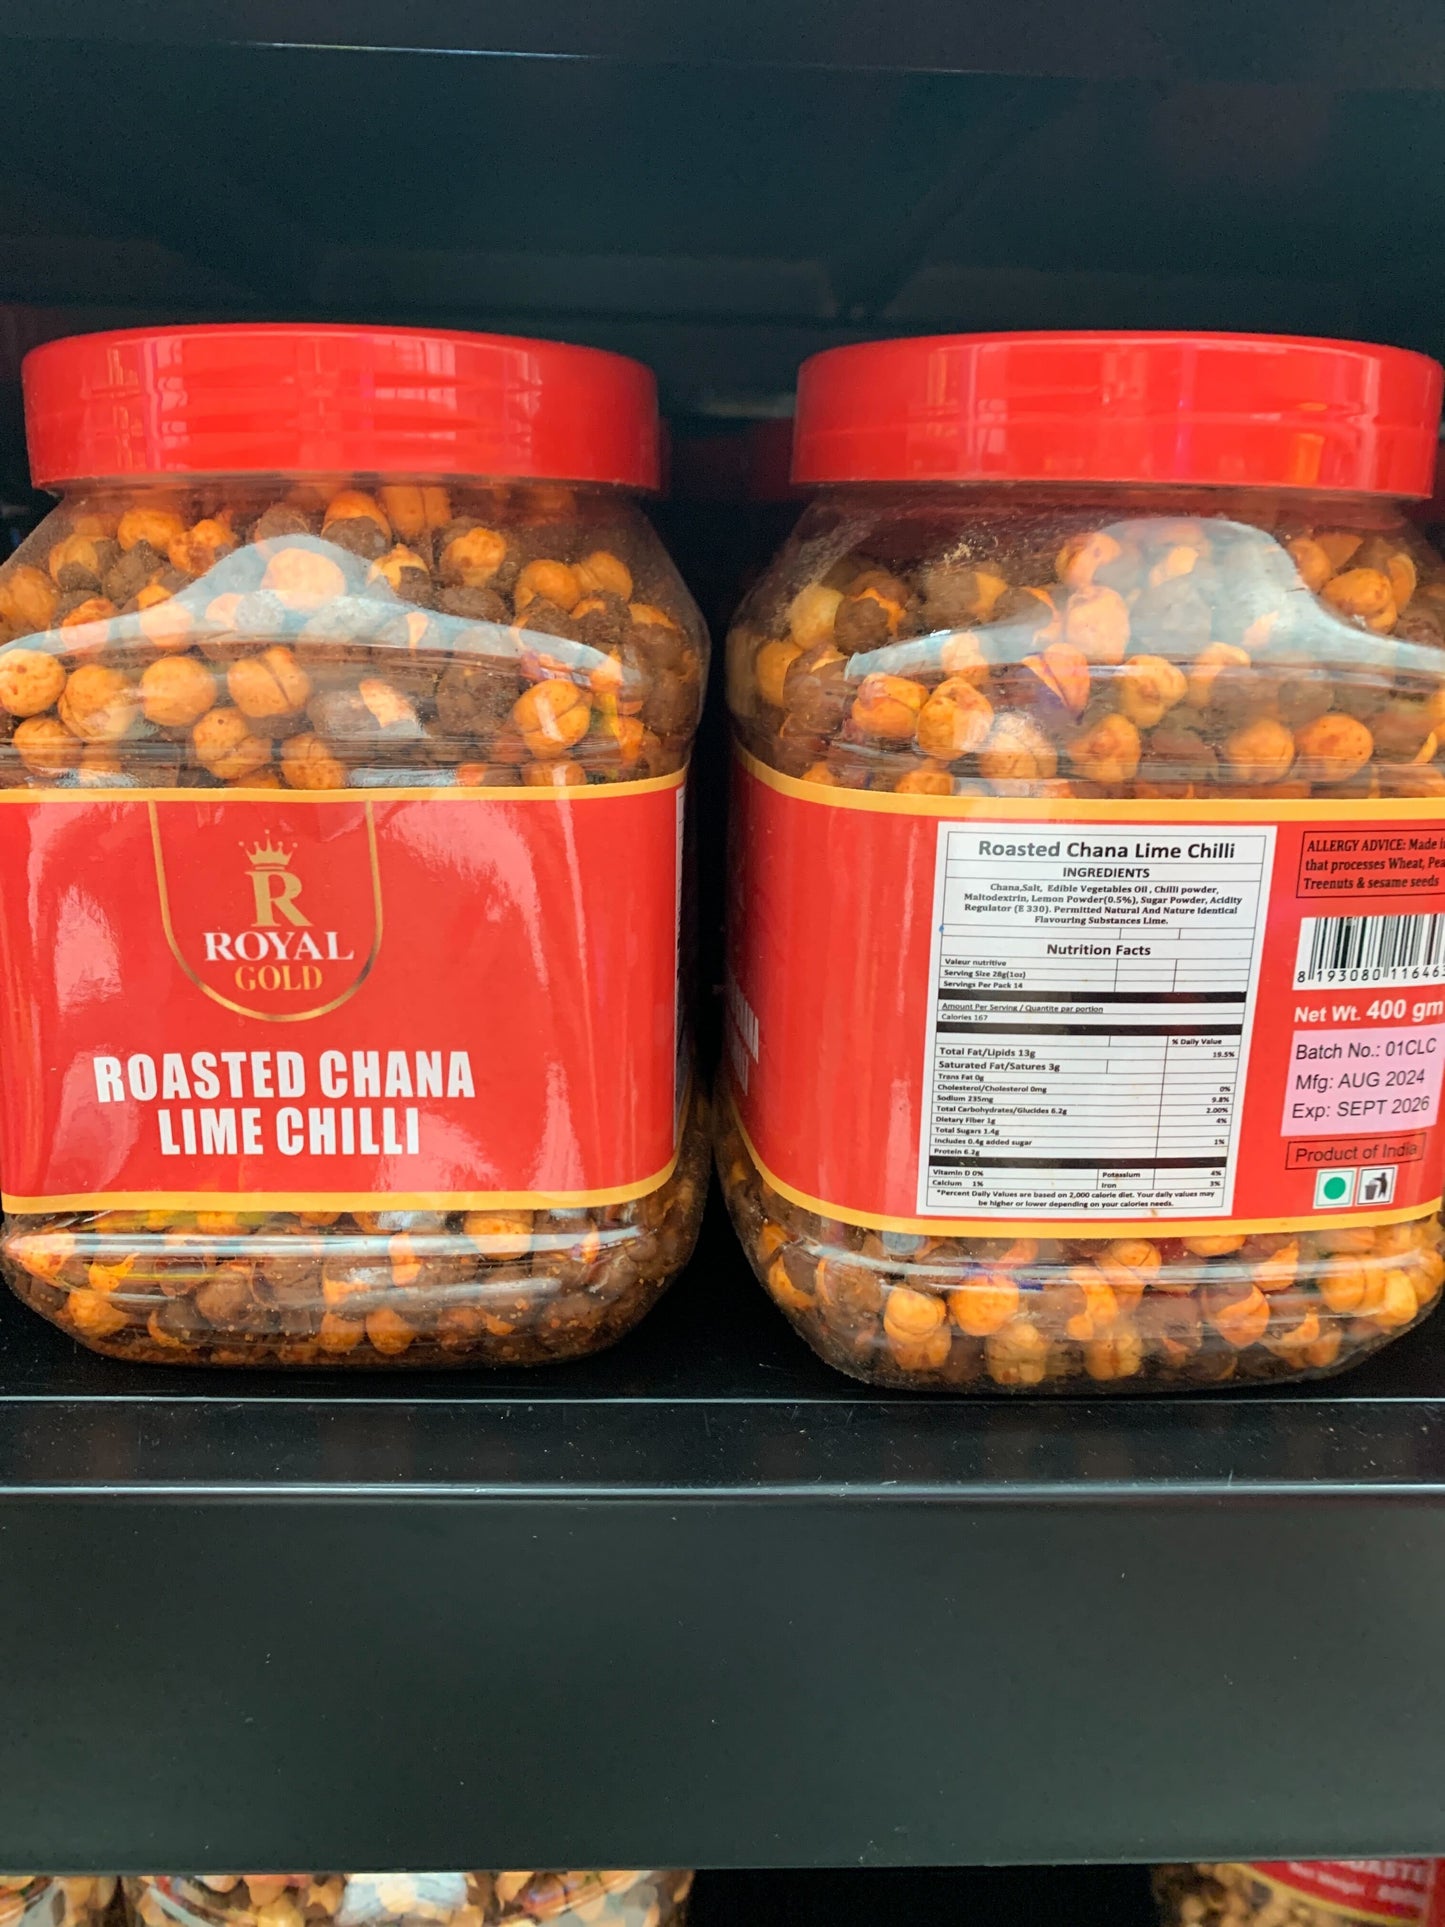 R
ROYAL
GOLD
ROASTED CHANA
LIME CHILLI
Roasted Chana Lime Chilli
INGREDIENTS
Chana,Salt, Edible Vegetables Oil , Chilli powder,
Maltodextrin, Lemon Powder(0.5%), Sugar Powder, Acidity
Regulator (E 330). Permitted Natural And Nature Identical
Flavouring Substances Lime.
Nutrition Facts
Valeur nutritive
Serving Size 28g(1oz)
Servings Per Pack 14
Amount Per Serving / Quantite par portion
Calories 167
% Daily Value
Total Fat/Lipids 13g 19.5%
Saturated Fat/Satures 3g
Trans Fat 0g
Cholesterol/Cholesterol 0mg 0%
Sodium 235mg 9.8%
Total Carbohydrates/Glucides 6.2g 2.00%
Dietary Fiber 1g 4%
Total Sugars 1.4g
Includes 0.4g added sugar 1%
Protein 6.2g
Vitamin D 0% Potassium 4%
Calcium 1% Iron 3%
*Percent Daily Values are based on 2,000 calorie diet. Your daily values may
be higher or lower depending on your calories needs.
ALLERGY ADVICE: Made
that processes Wheat,
Treenuts & sesame seeds
8 193080 116463
Net Wt. 400 gm
Batch No.: 01CLC
Mfg: AUG 2024
Exp: SEPT 2026
Product of India